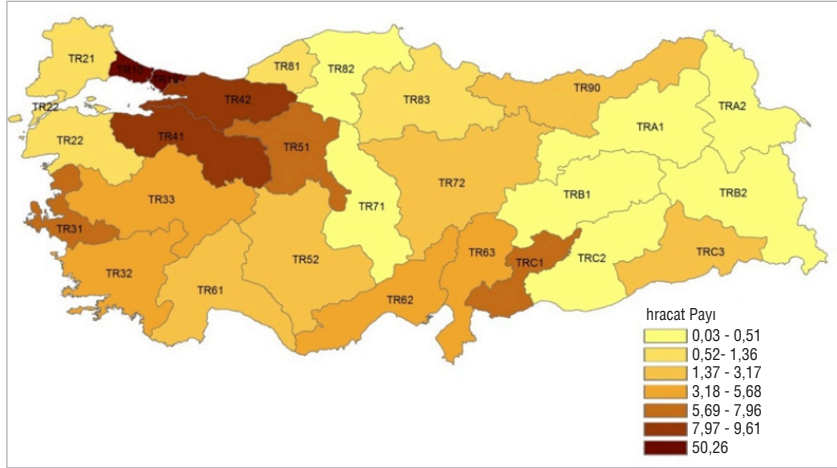 TR21
TR10
TR10
TR81
TR82
TR42
TR22
TR83
TR90
TRA2
TRA1
TR22
TR41
TR51
TR33
TR71
TR72
TRB1
TRB2
TR31
TR32
TR61
TR52
TR62
TR63
TRC1
TRC2
TRC3
hracat Payı
0,03 - 0,51
0,52- 1,36
1,37 - 3,17
3,18 - 5,68
5,69 - 7,96
7,97 - 9,61
50,26